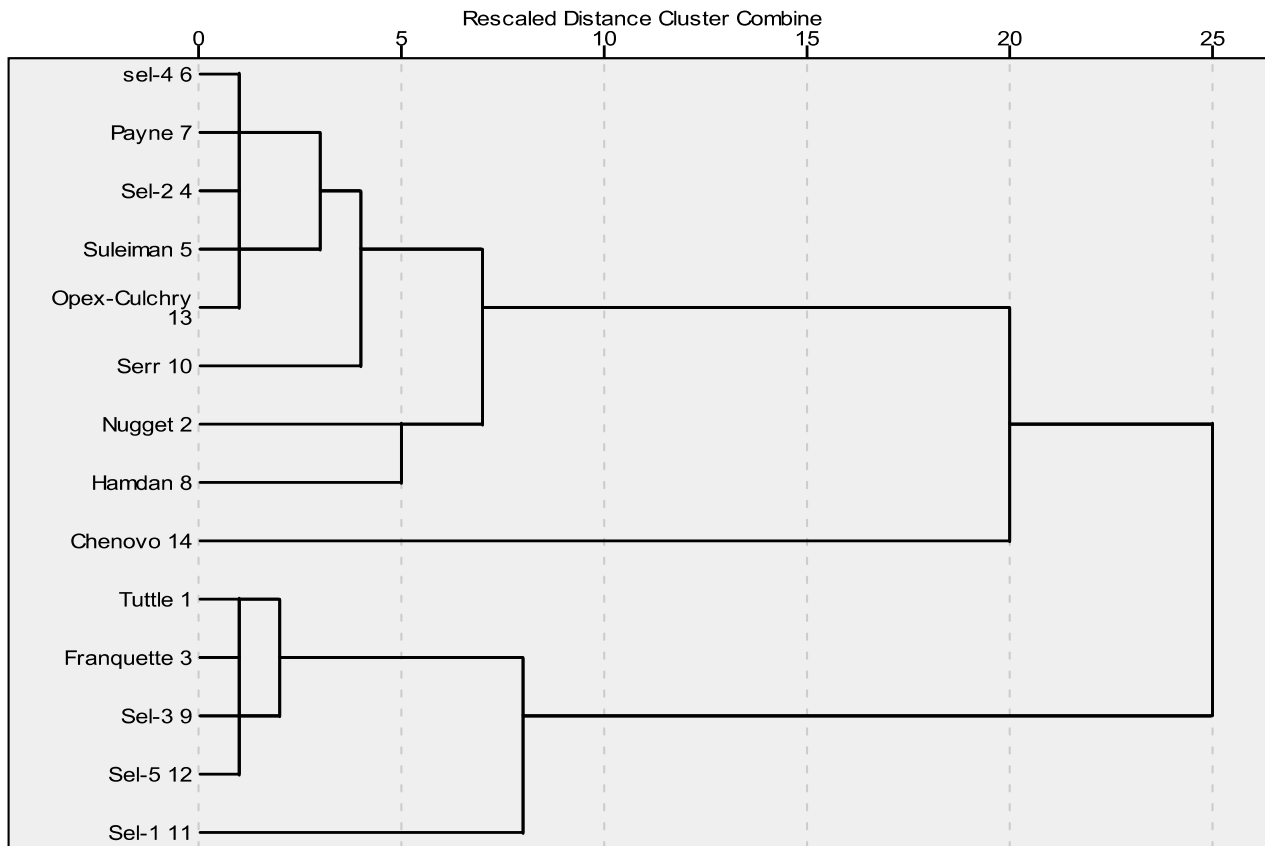 Rescaled Distance Cluster Combine
0 5 10 15 20 25
sel-4 6
Payne 7
Sel-2 4
Suleiman 5
Opex-Culchry
13
Serr 10
Nugget 2
Hamdan 8
Chenovo 14
Tuttle 1
Franquette 3
Sel-3 9
Sel-5 12
Sel-1 11